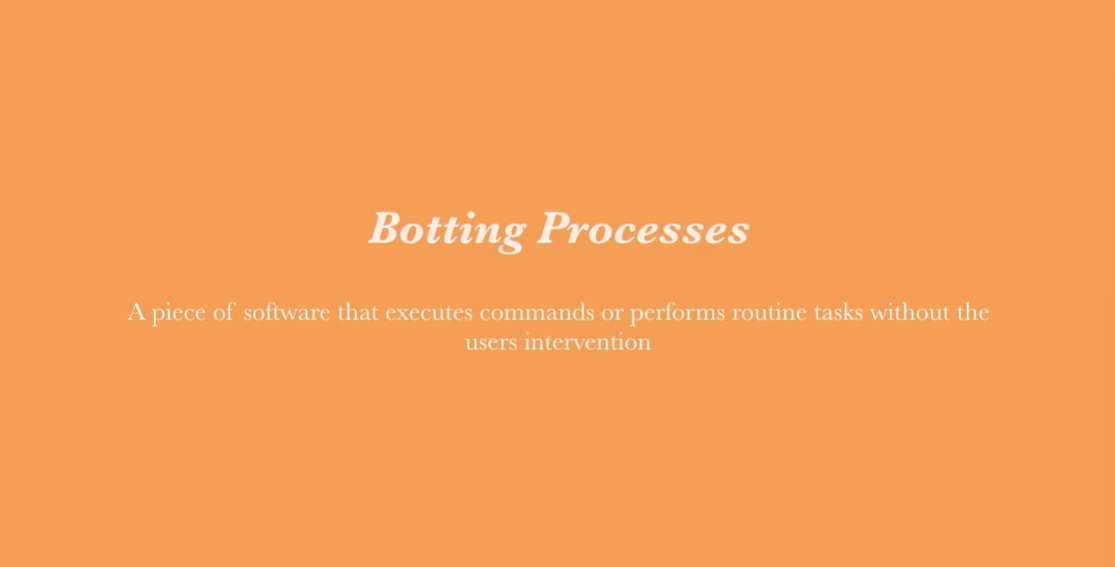 Botting Processes
A piece of software that executes commands or performs routine tasks without the
users intervention